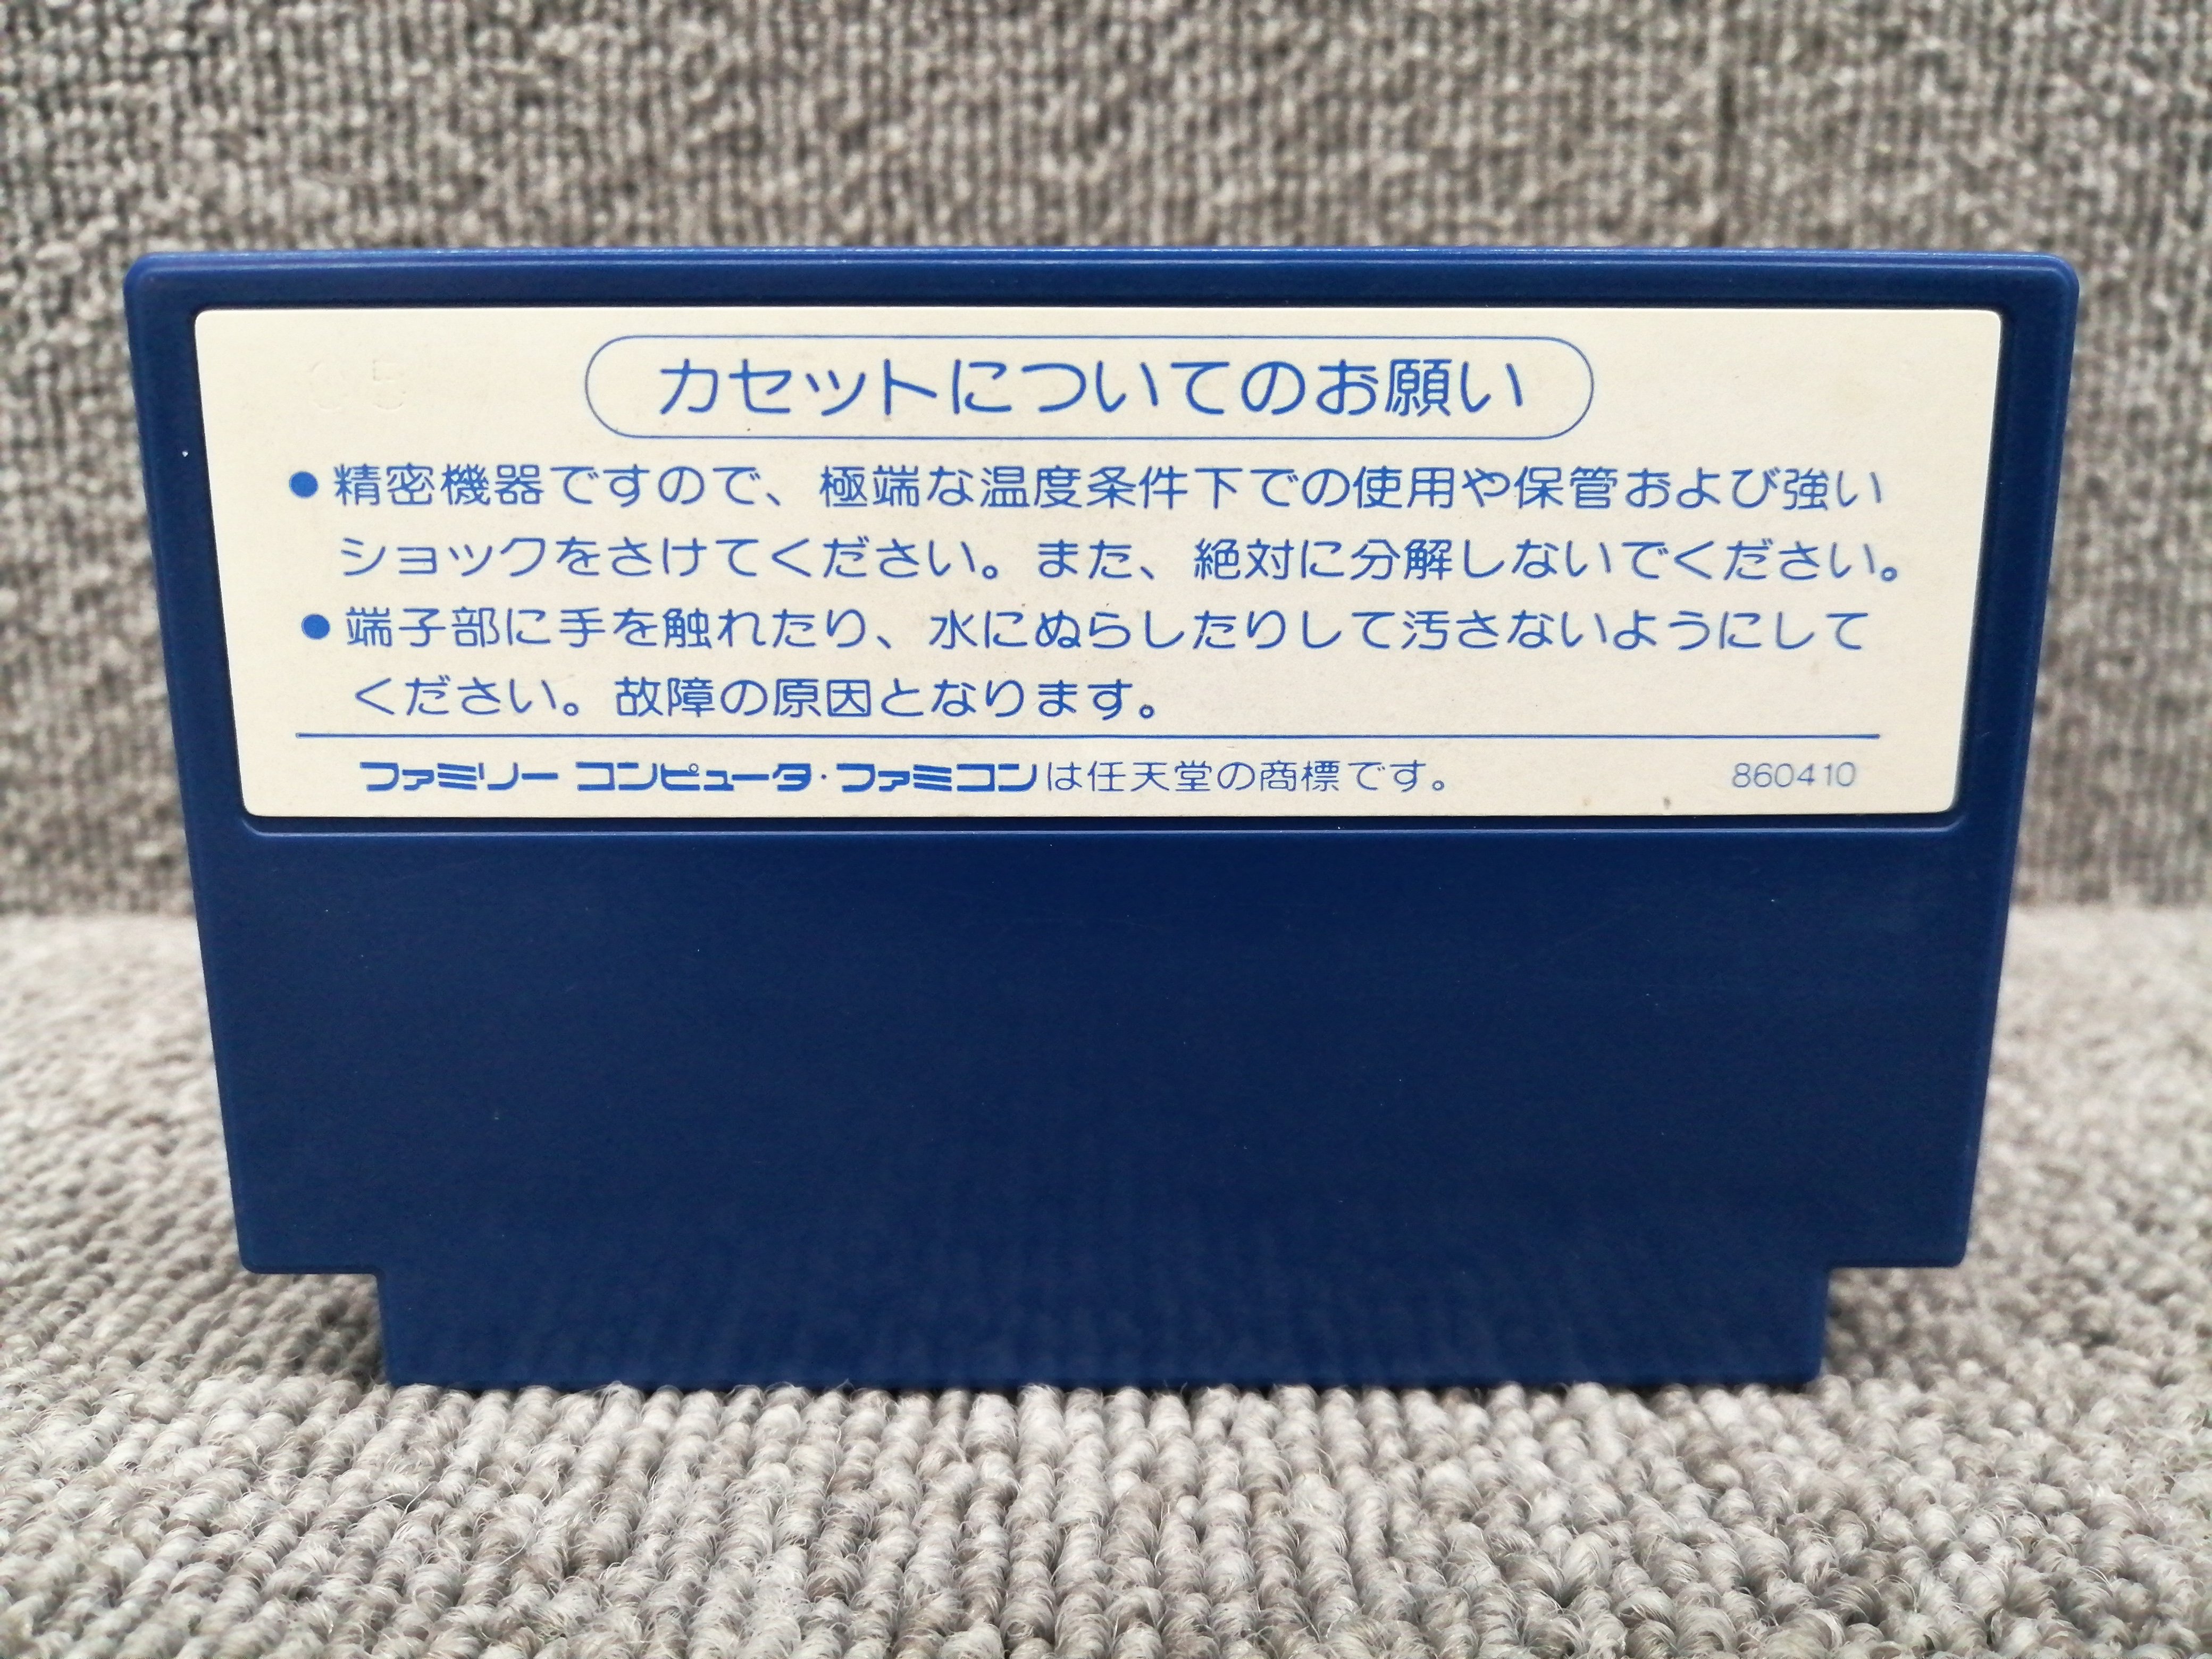 カセットについてのお願い
●精密機器ですので、極端な温度条件下での使用や保管および強い
ショックをさけてください。また、絶対に分解しないでください。
●端子部に手を触れたり、水にぬらしたりして汚さないようにして
ください。故障の原因となります。
ファミリー コンピュータ・ファミコンは任天堂の商標です。 860410